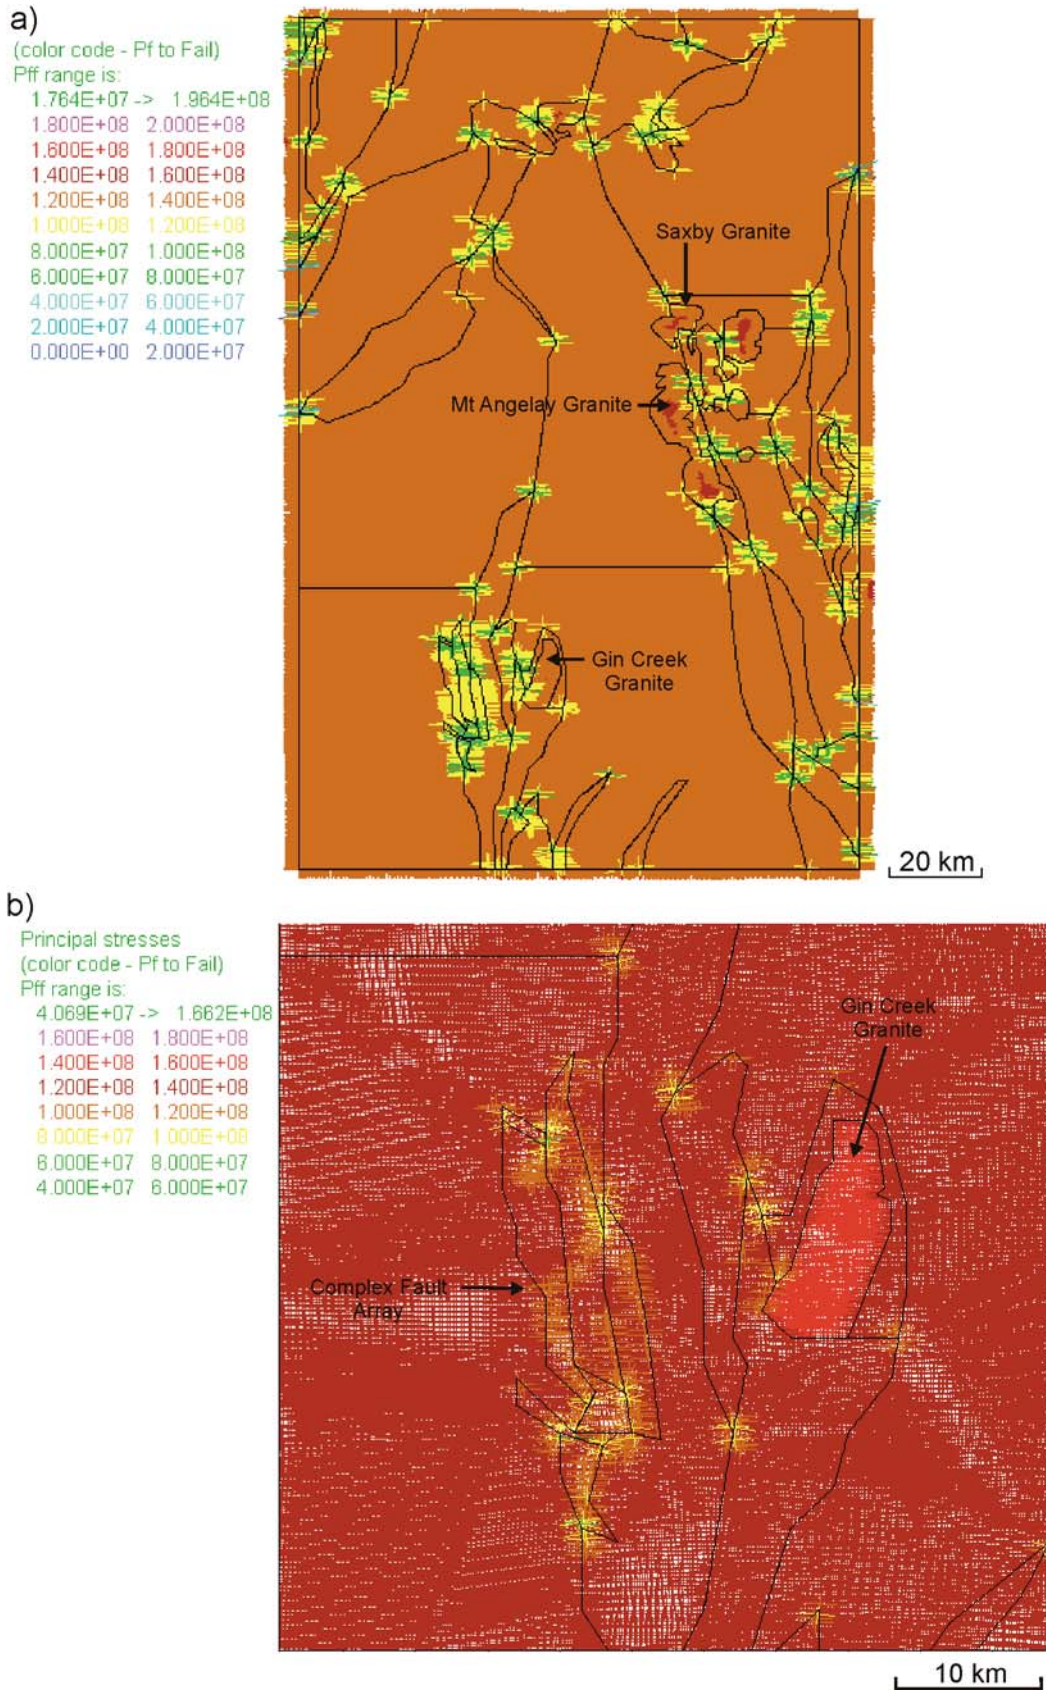 a)
(color code - Pf to Fail)
Pff range is:
1.764E+07 -> 1.964E+08
1.800E+08 2.000E+08
1.600E+08 1.800E+08
1.400E+08 1.600E+08
1.200E+08 1.400E+08
1.000E+08 1.200E+08
8.000E+07 1.000E+08
6.000E+07 8.000E+07
4.000E+07 6.000E+07
2.000E+07 4.000E+07
0.000E+00 2.000E+07
Saxby Granite
Mt Angelay Granite
Gin Creek
Granite
20 km
b)
Principal stresses
(color code - Pf to Fail)
Pff range is:
4.069E+07 -> 1.662E+08
1.600E+08 1.800E+08
1.400E+08 1.600E+08
1.200E+08 1.400E+08
1.000E+08 1.200E+08
8.000E+07 1.000E+08
6.000E+07 8.000E+07
4.000E+07 6.000E+07
Gin Creek
Granite
Complex Fault
Array
10 km